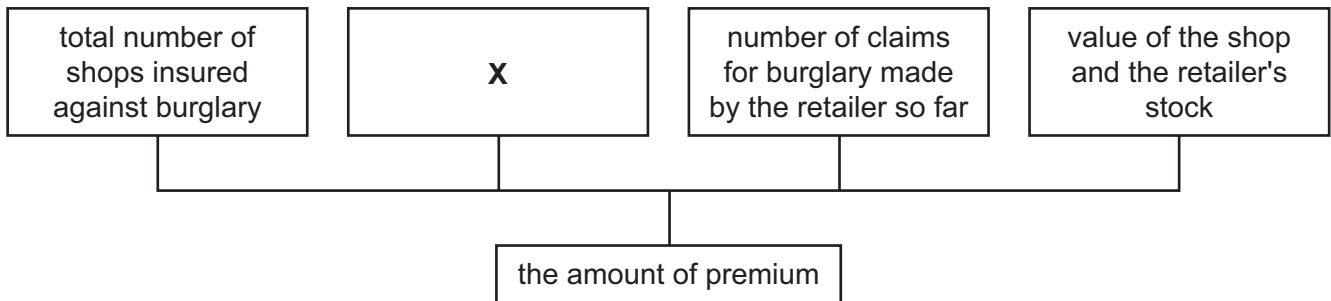 total number of
shops insured
against burglary
X
number of claims
for burglary made
by the retailer so far
value of the shop
and the retailer's
stock
the amount of premium